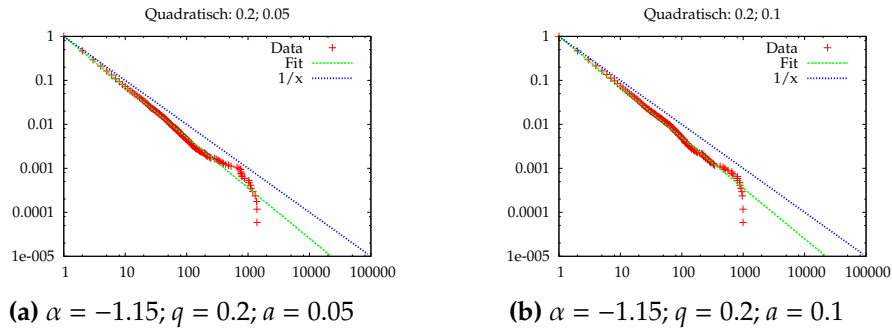 Quadratisch: 0.2; 0.05
1
0.1
0.01
0.001
0.0001
1e-005
1 10 100 1000 10000 100000
Data
Fit
1/x
(a) α = −1.15; q = 0.2; a = 0.05
Quadratisch: 0.2; 0.1
1
0.1
0.01
0.001
0.0001
1e-005
1 10 100 1000 10000 100000
Data
Fit
1/x
(b) α = −1.15; q = 0.2; a = 0.1